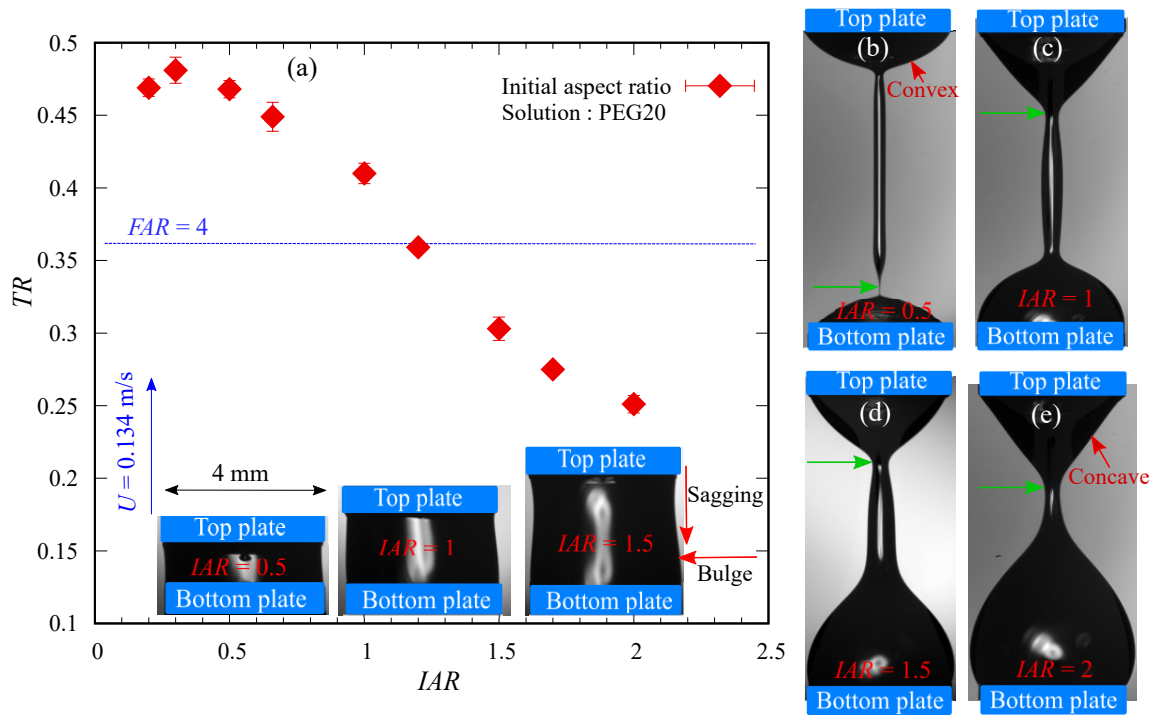 (a)
Initial aspect ratio
Solution : PEG20
0.5
0.45
0.4
0.35
0.3
0.25
0.2
0.15
0.1
TR
FAR = 4
U = 0.134 m/s
4 mm
Top plate
IAR = 0.5
Bottom plate
Top plate
IAR = 1
Bottom plate
Top plate
IAR = 1.5
Bottom plate
Sagging
Bulge
0
0.5
1
1.5
2
2.5
IAR
Top plate
(b)
Convex
IAR = 0.5
Bottom plate
Top plate
(c)
IAR = 1
Bottom plate
Top plate
(d)
IAR = 1.5
Bottom plate
Top plate
(e)
Concave
IAR = 2
Bottom plate